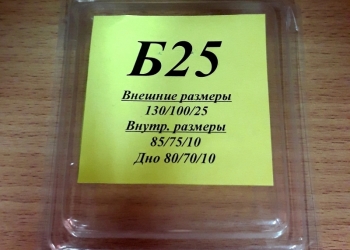 Б25
Внешние размеры
130/100/25
Внутр. размеры
85/75/10
Дно 80/70/10